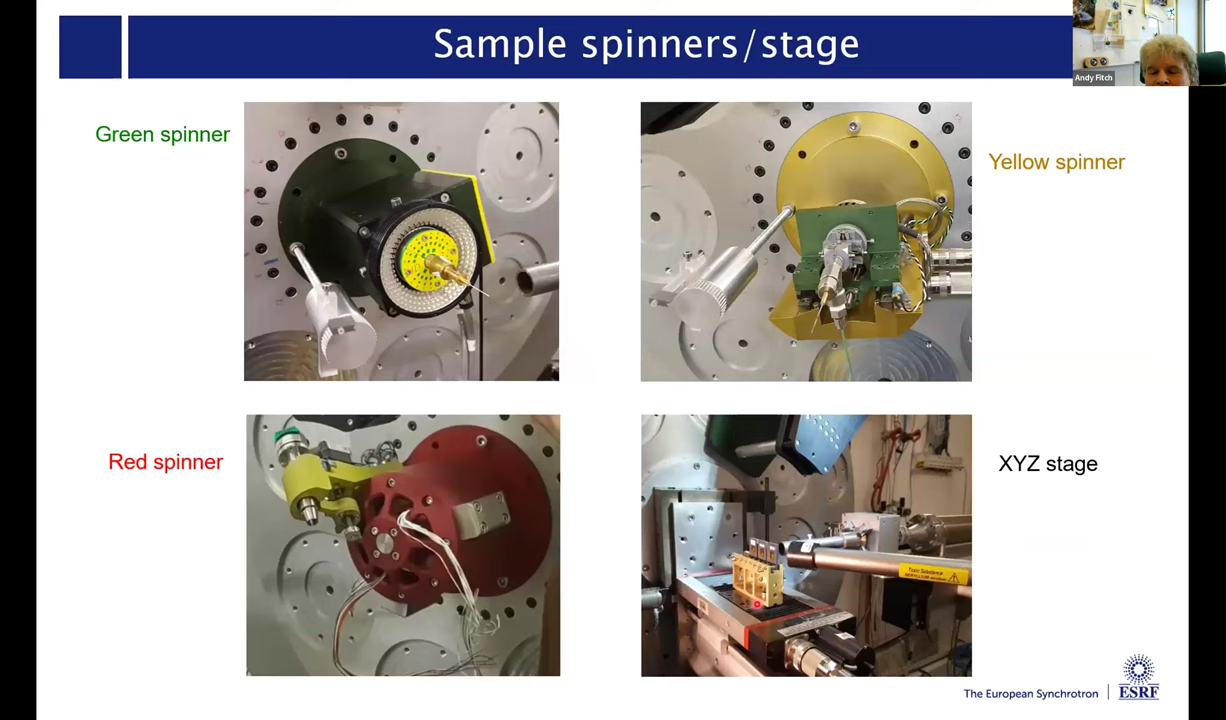 Sample spinners/stage
Andy Fitch
Green spinner
Yellow spinner
Red spinner
XYZ stage
The European Synchrotron
ESRF